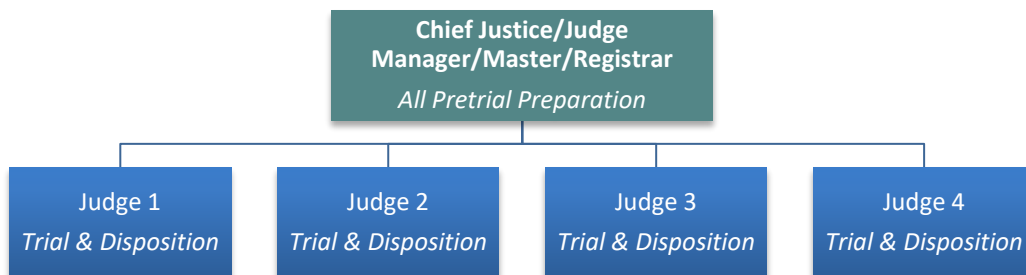 Chief Justice/Judge
Manager/Master/Registrar
All Pretrial Preparation
Judge 1
Trial & Disposition
Judge 2
Trial & Disposition
Judge 3
Trial & Disposition
Judge 4
Trial & Disposition